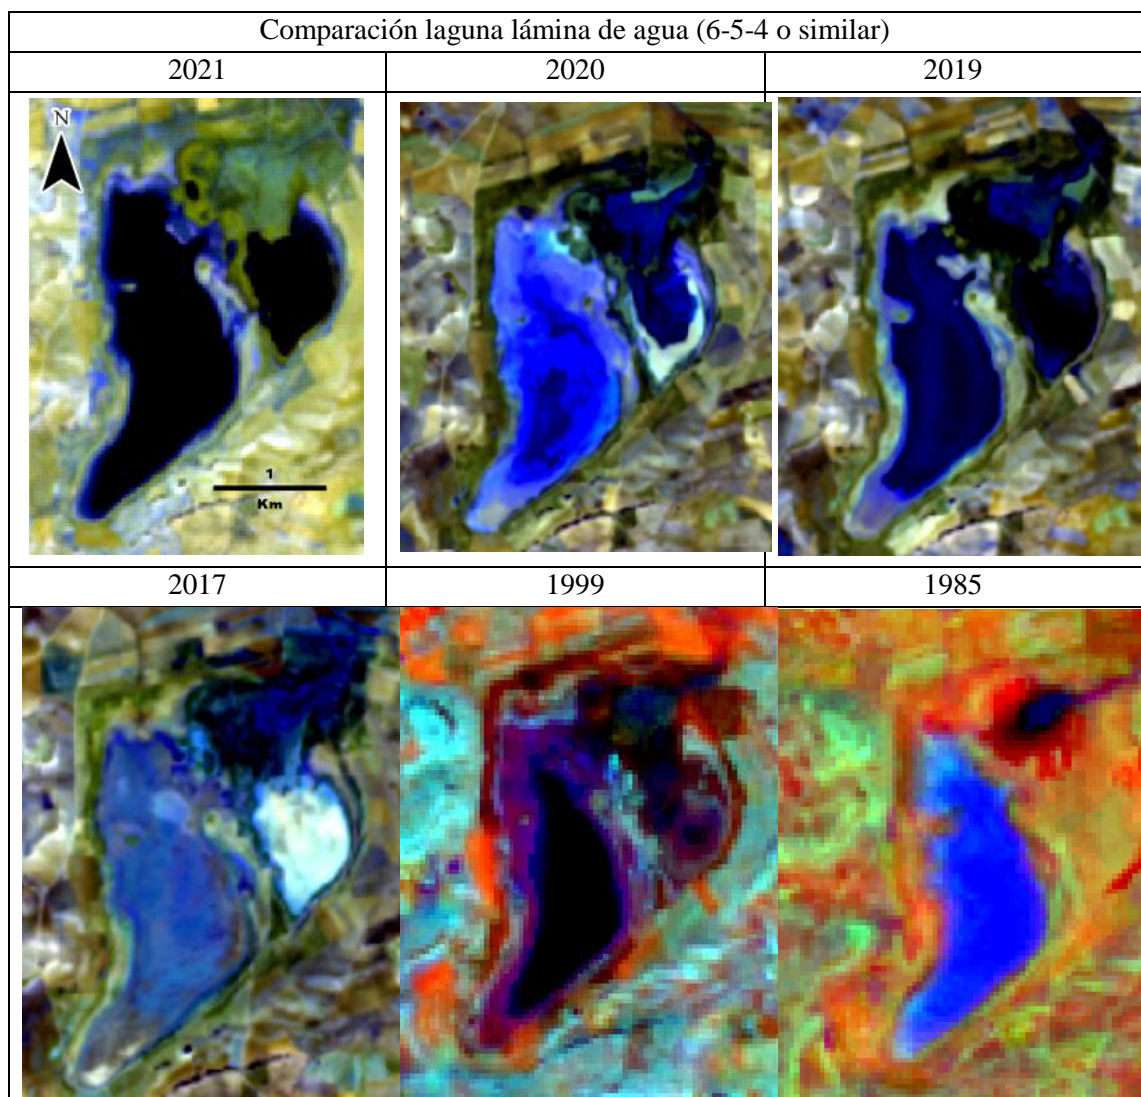 Comparación laguna lámina de agua (6-5-4 o similar)
2021
2020
2019
N
1
Km
2017
1999
1985